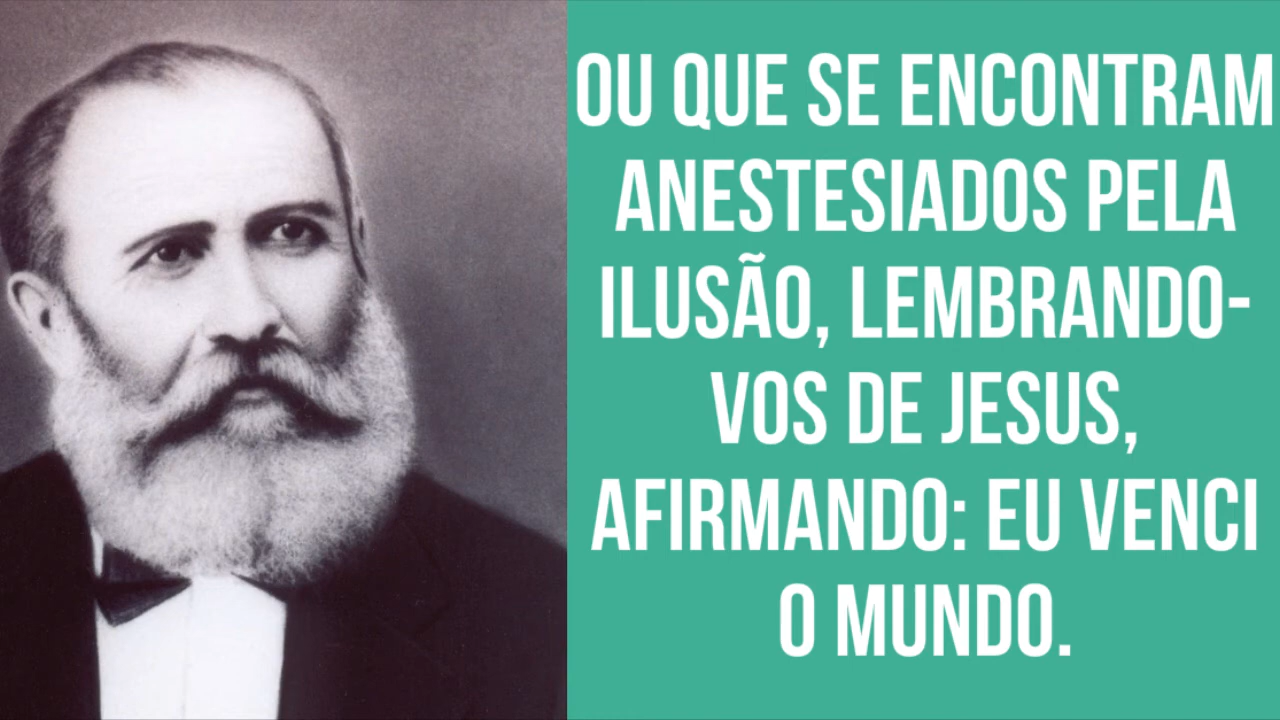 OU QUE SE ENCONTRAM
ANESTESIADOS PELA
ILUSÃO, LEMBRANDO-
VOS DE JESUS,
AFIRMANDO: EU VENCI
O MUNDO.